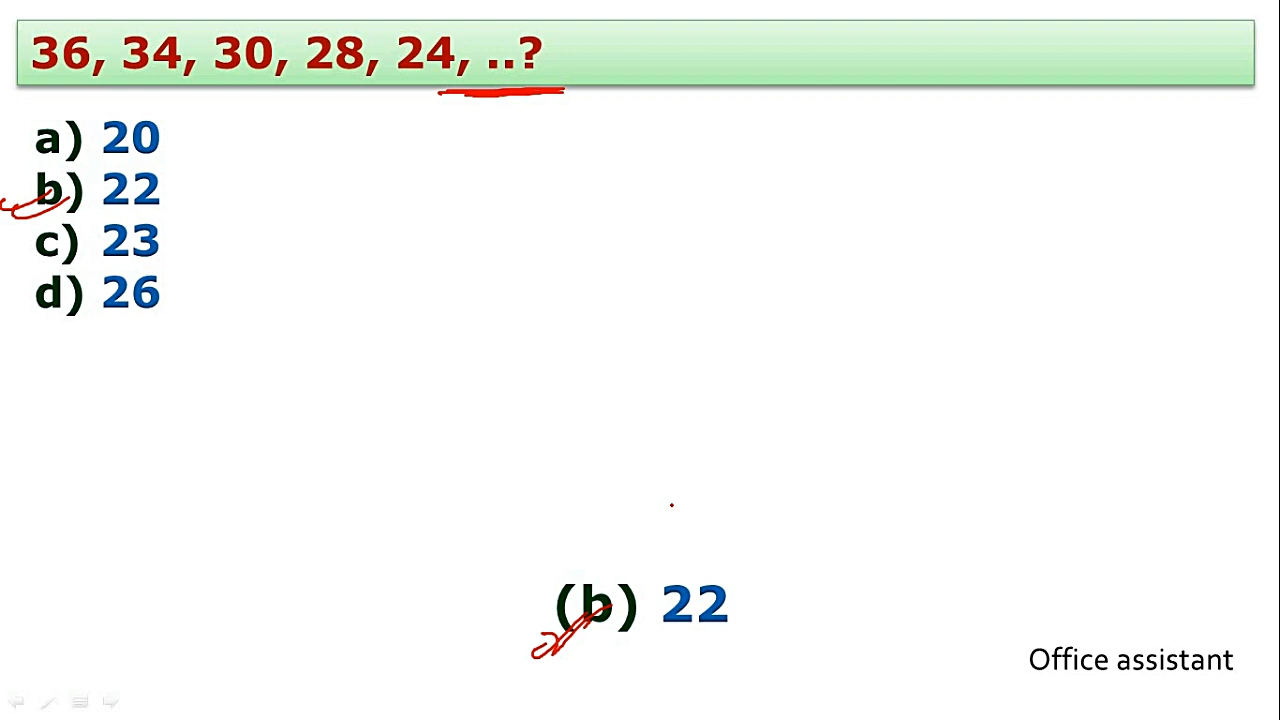 36, 34, 30, 28, 24, ..?
a) 20
b) 22
c) 23
d) 26
(b) 22
Office assistant